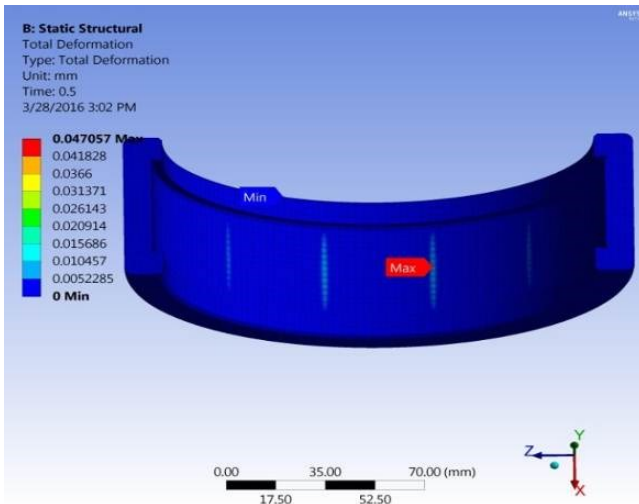 ANSYS
B: Static Structural
Total Deformation
Type: Total Deformation
Unit: mm
Time: 0.5
3/28/2016 3:02 PM
0.047057 Max
0.041828
0.0366
0.031371
0.026143
0.020914
0.015686
0.010457
0.0052285
0 Min
Min
Max
0.00 35.00 70.00 (mm)
17.50 52.50
Y
Z
X